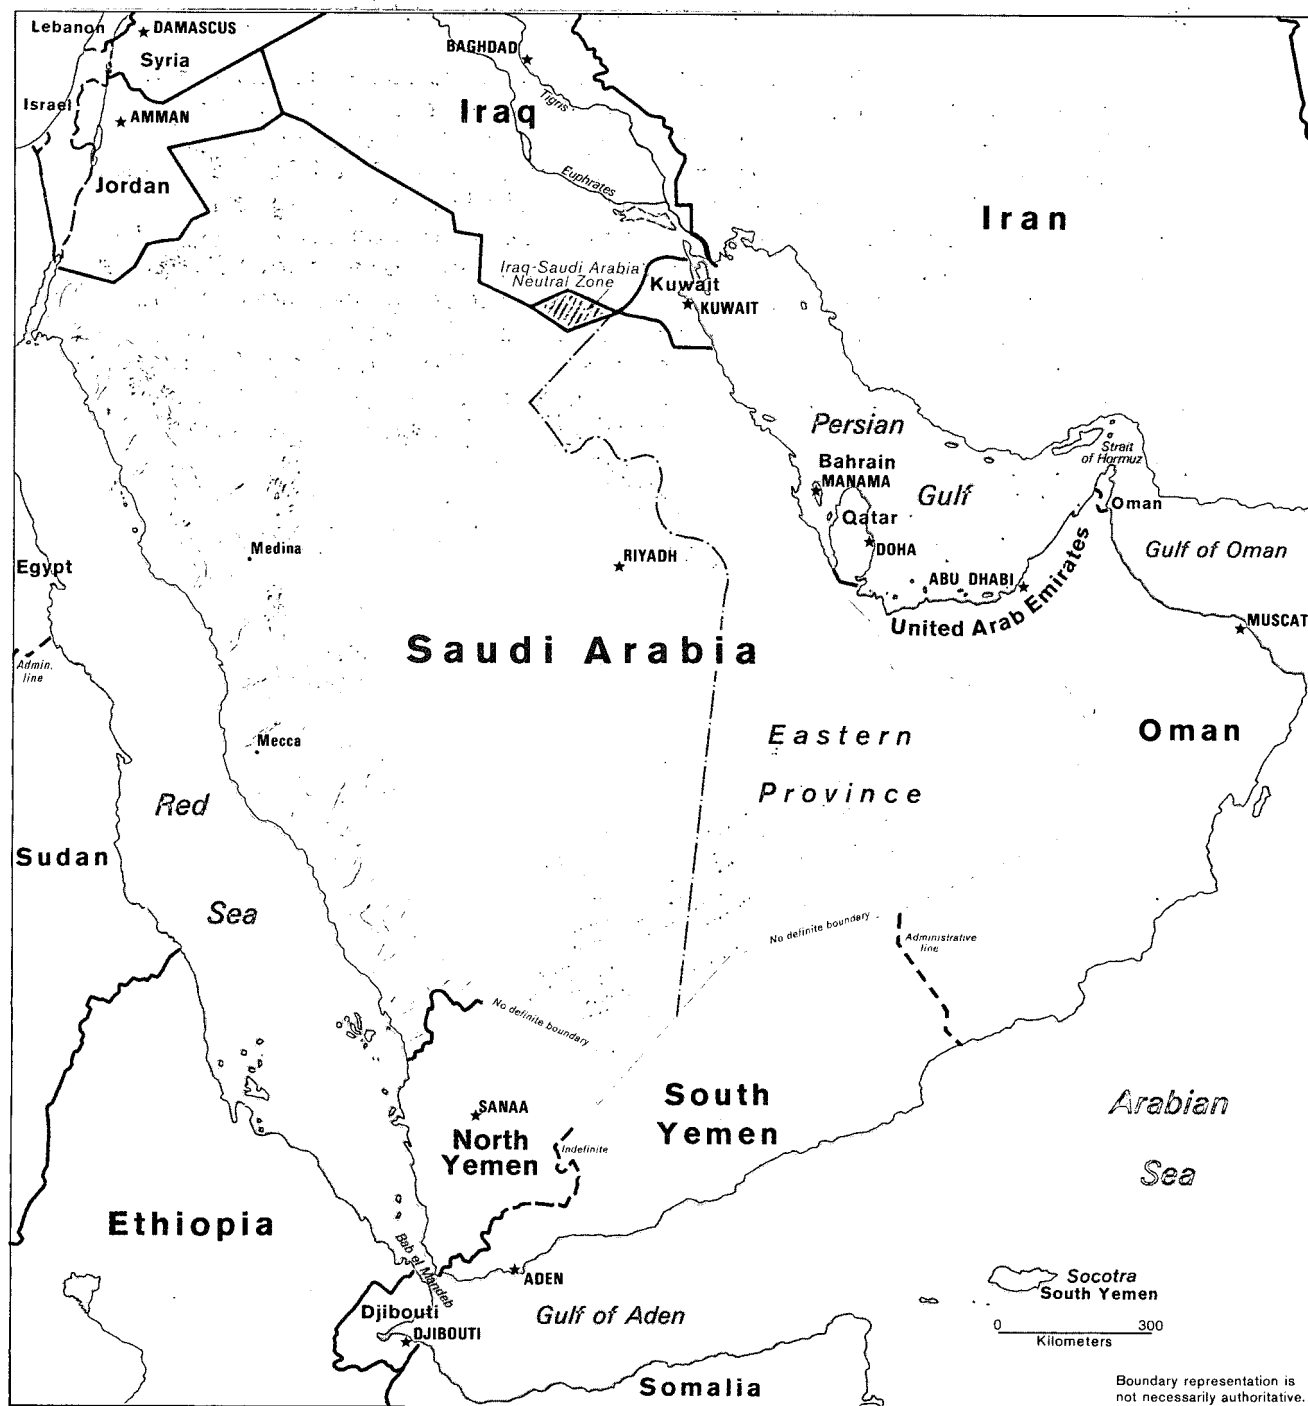 Lebanon
DAMASCUS
Syria
BAGHDAD
Israel
AMMAN
Iraq
Tigris
Jordan
Euphrates
Iran
Iraq-Saudi Arabia
Neutral Zone
Kuwait
KUWAIT
Persian
Gulf
Strait
of Hormuz
Bahrain
MANAMA
Qatar
DOHA
Oman
Gulf of Oman
Medina
RIYADH
Egypt
ABU DHABI
United Arab Emirates
MUSCAT
Saudi Arabia
Admin.
line
Mecca
Eastern
Province
Oman
Red
Sea
Sudan
No definite boundary
Administrative
line
No definite boundary
SANAA
North
Yemen
Indefinite
South
Yemen
Arabian
Sea
Ethiopia
Bab el Mandeb
ADEN
Gulf of Aden
Djibouti
DJIBOUTI
Somalia
Socotra
South Yemen
0 300
Kilometers
Boundary representation is
not necessarily authoritative.